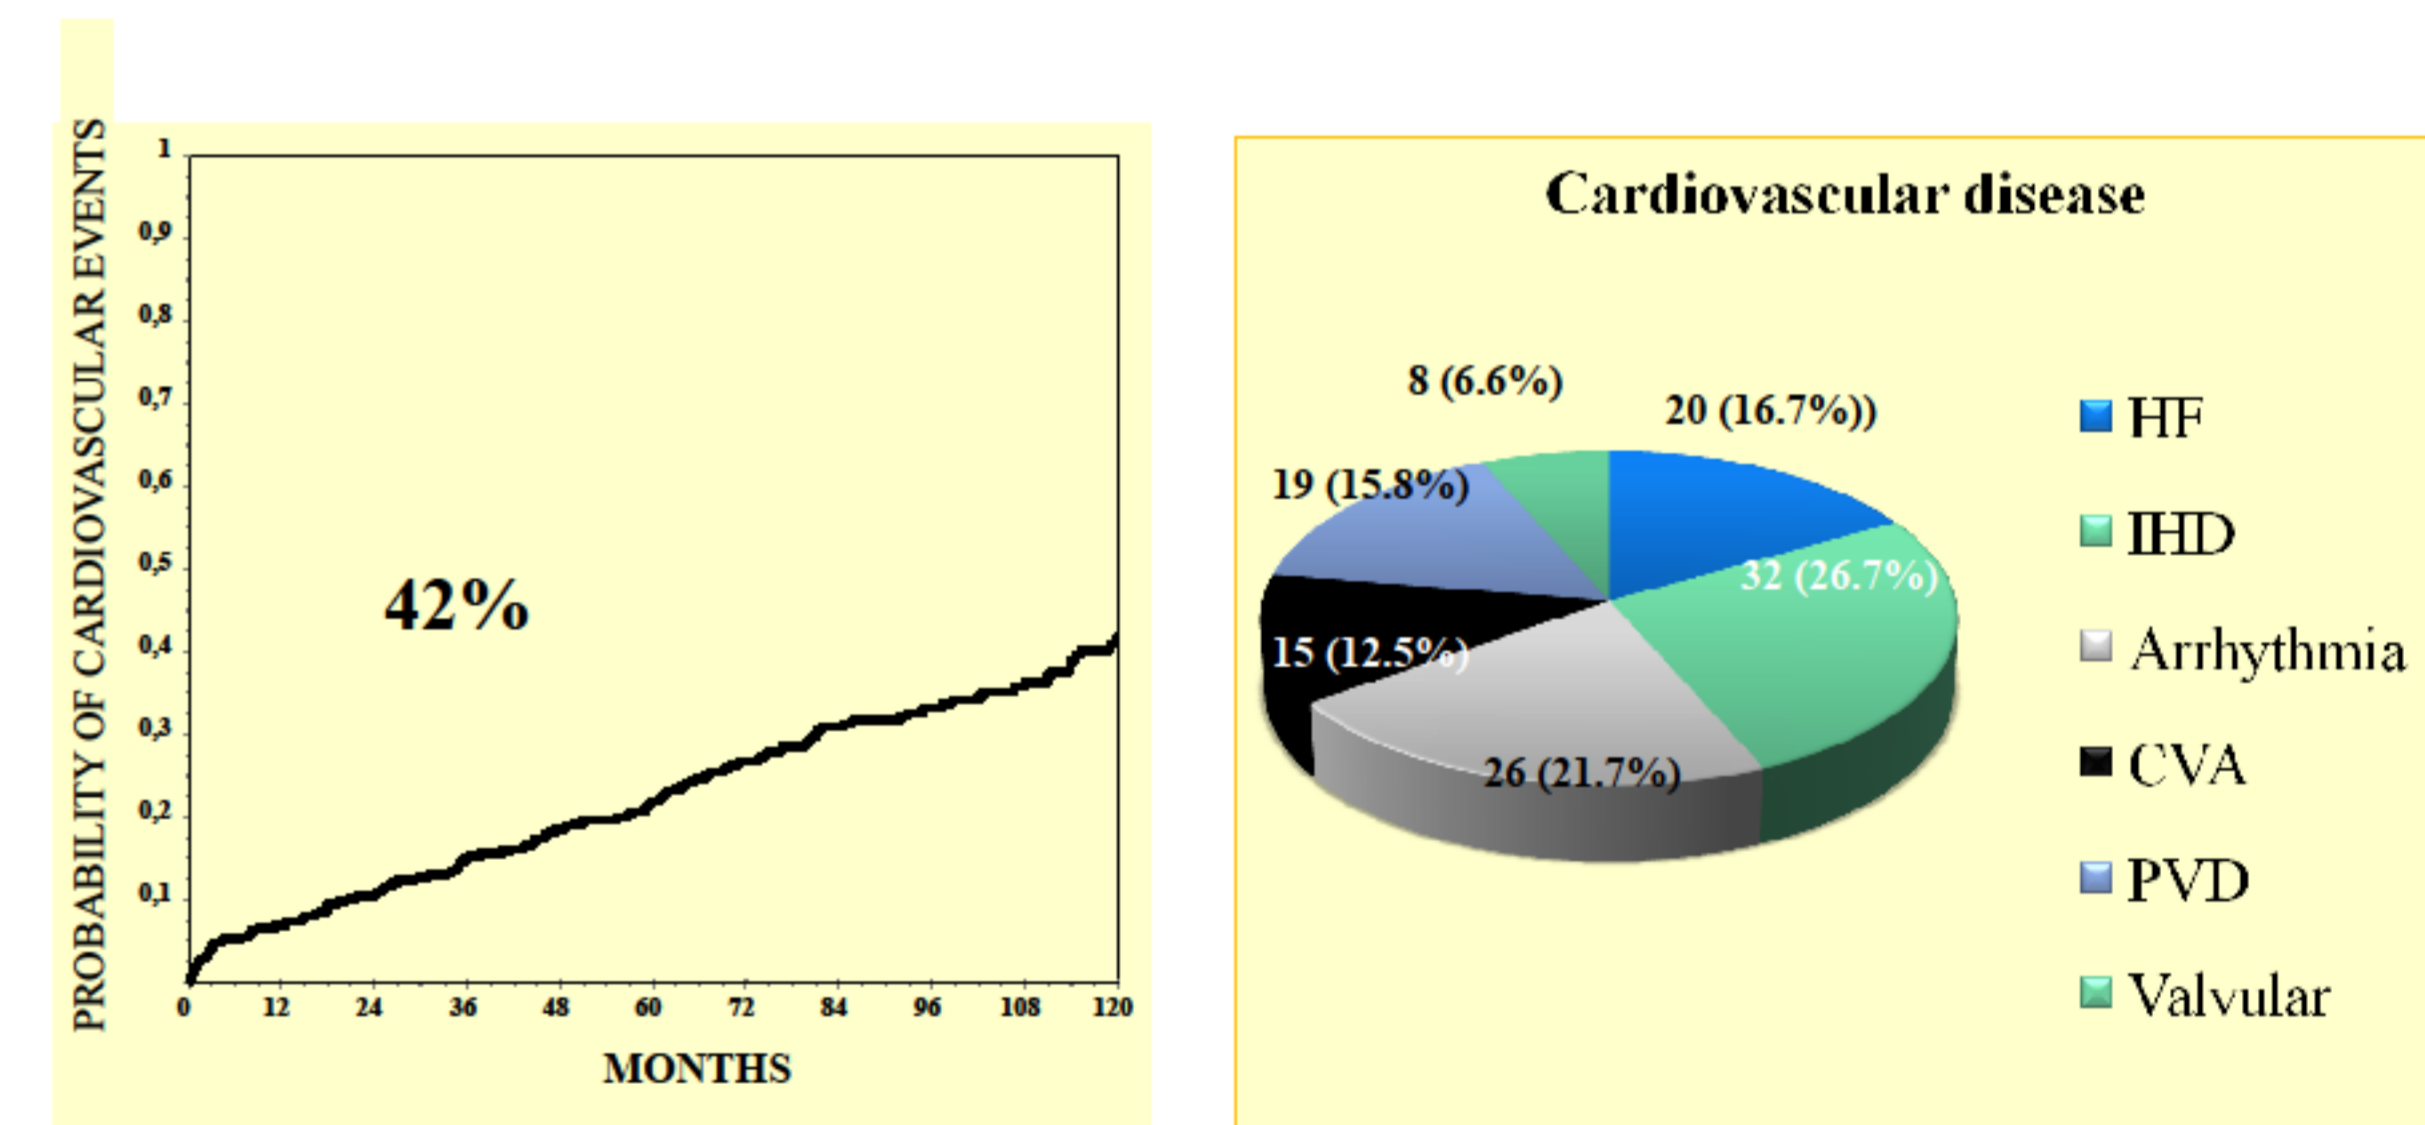 PROBABILITY OF CARDIOVASCULAR EVENTS
1
0,9
0,8
0,7
0,6
0,5
0,4
0,3
0,2
0,1
42%
0 12 24 36 48 60 72 84 96 108 120
MONTHS
Cardiovascular disease
8 (6.6%)
20 (16.7%))
19 (15.8%)
32 (26.7%)
15 (12.5%)
26 (21.7%)
HF
IHD
Arrhythmia
CVA
PVD
Valvular